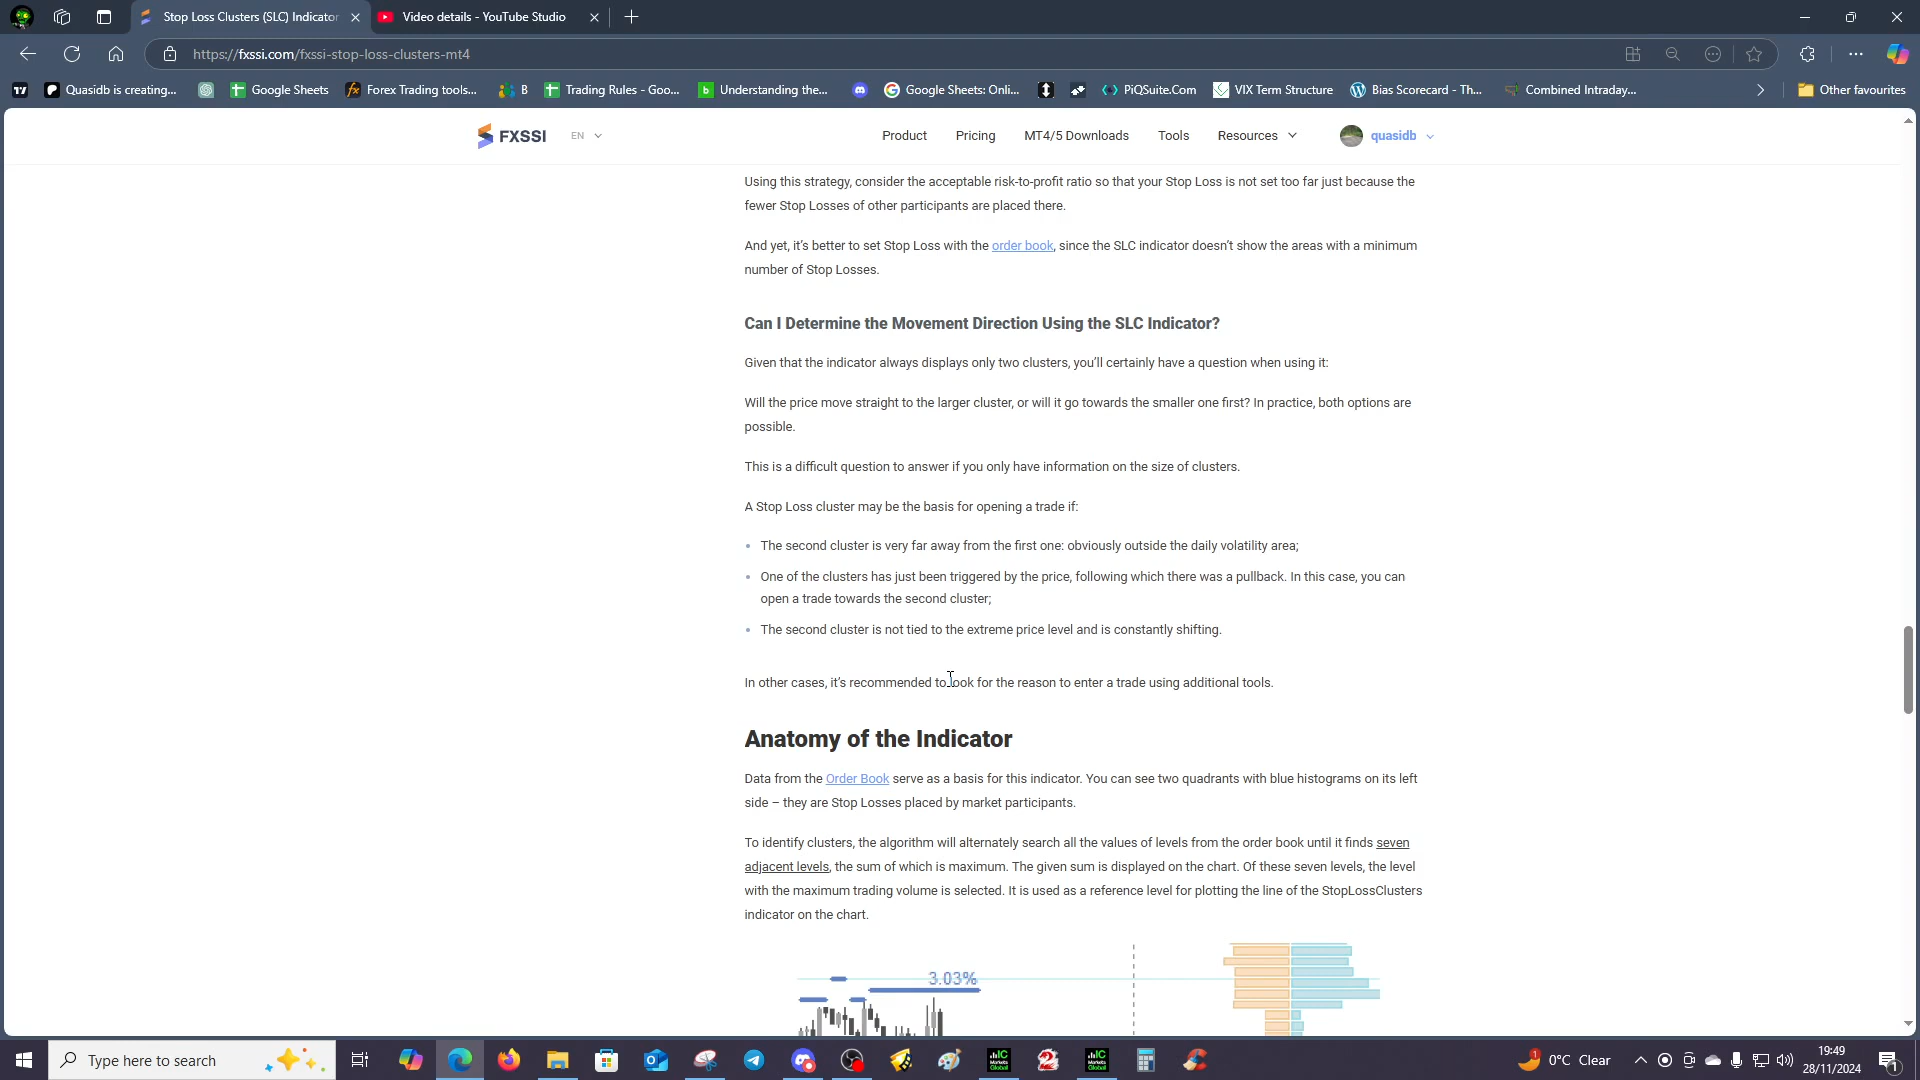 Stop Loss Clusters (SLC) Indicator
Video details - YouTube Studio
https://fxssi.com/fxssi-stop-loss-clusters-mt4
Quasidb is creating...
Google Sheets
Forex Trading tools...
B
Trading Rules - Goo...
Understanding the...
Google Sheets: Onli...
PiQSuite.Com
VIX Term Structure
Bias Scorecard - Th...
Combined Intraday...
Other favourites
FXSSI
EN
Product
Pricing
MT4/5 Downloads
Tools
Resources
quasidb
Using this strategy, consider the acceptable risk-to-profit ratio so that your Stop Loss is not set too far just because the
fewer Stop Losses of other participants are placed there.
And yet, it’s better to set Stop Loss with the order book, since the SLC indicator doesn’t show the areas with a minimum
number of Stop Losses.
Can I Determine the Movement Direction Using the SLC Indicator?
Given that the indicator always displays only two clusters, you’ll certainly have a question when using it:
Will the price move straight to the larger cluster, or will it go towards the smaller one first? In practice, both options are
possible.
This is a difficult question to answer if you only have information on the size of clusters.
A Stop Loss cluster may be the basis for opening a trade if:
• The second cluster is very far away from the first one: obviously outside the daily volatility area;
• One of the clusters has just been triggered by the price, following which there was a pullback. In this case, you can
open a trade towards the second cluster;
• The second cluster is not tied to the extreme price level and is constantly shifting.
In other cases, it’s recommended to look for the reason to enter a trade using additional tools.
Anatomy of the Indicator
Data from the Order Book serve as a basis for this indicator. You can see two quadrants with blue histograms on its left
side – they are Stop Losses placed by market participants.
To identify clusters, the algorithm will alternately search all the values of levels from the order book until it finds seven
adjacent levels, the sum of which is maximum. The given sum is displayed on the chart. Of these seven levels, the level
with the maximum trading volume is selected. It is used as a reference level for plotting the line of the StopLossClusters
indicator on the chart.
3.03%
Type here to search
0°C Clear
19:49
28/11/2024